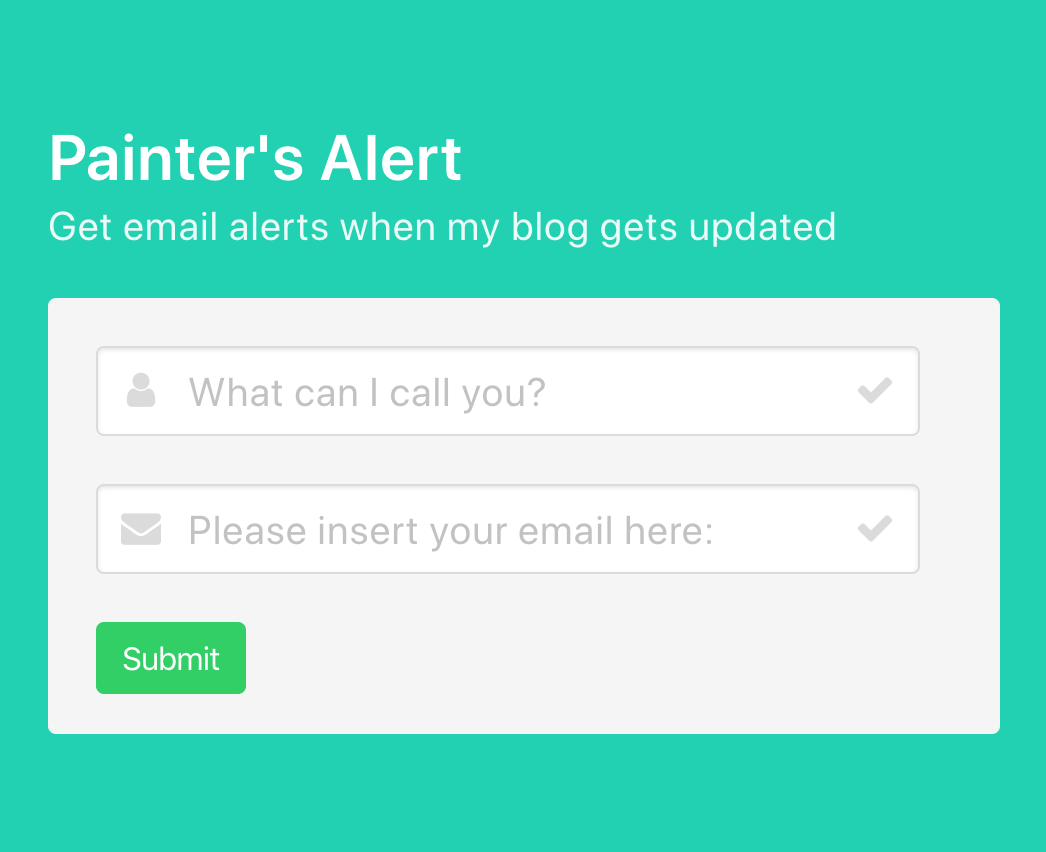 Painter's Alert
Get email alerts when my blog gets updated
What can I call you?
Please insert your email here:
Submit